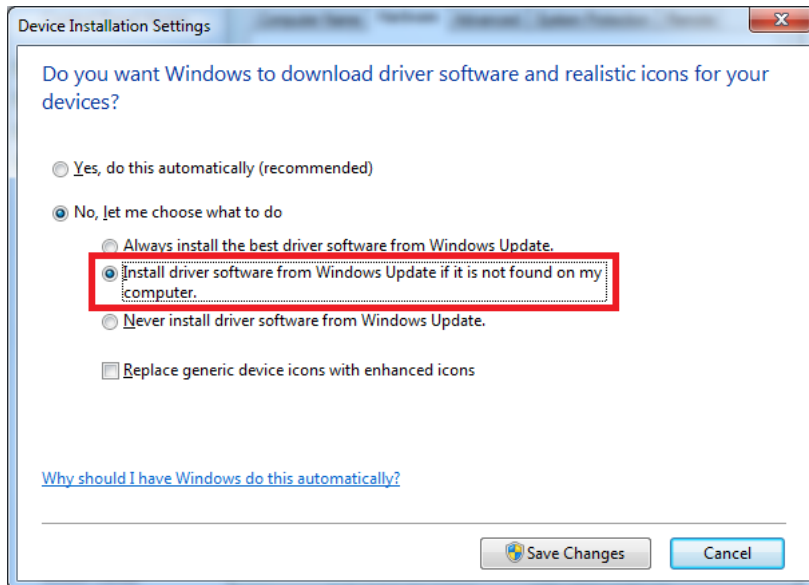 Device Installation Settings
Do you want Windows to download driver software and realistic icons for your
devices?
Yes, do this automatically (recommended)
No, let me choose what to do
Always install the best driver software from Windows Update.
Install driver software from Windows Update if it is not found on my
computer.
Never install driver software from Windows Update.
Replace generic device icons with enhanced icons
Why should I have Windows do this automatically?
Save Changes
Cancel